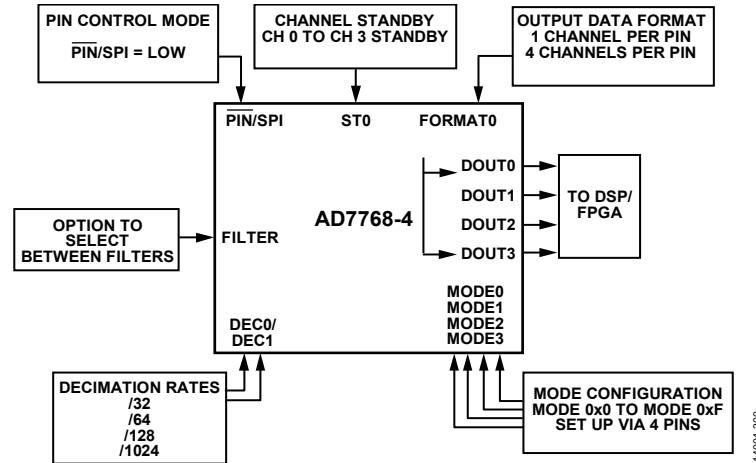 PIN CONTROL MODE
PIN/SPI = LOW
CHANNEL STANDBY
CH 0 TO CH 3 STANDBY
OUTPUT DATA FORMAT
1 CHANNEL PER PIN
4 CHANNELS PER PIN
PIN/SPI
ST0
FORMAT0
DOUT0
DOUT1
DOUT2
DOUT3
TO DSP/
FPGA
AD7768-4
OPTION TO
SELECT
BETWEEN FILTERS
FILTER
MODE0
MODE1
MODE2
MODE3
DEC0/
DEC1
DECIMATION RATES
/32
/64
/128
/1024
MODE CONFIGURATION
MODE 0x0 TO MODE 0xF
SET UP VIA 4 PINS